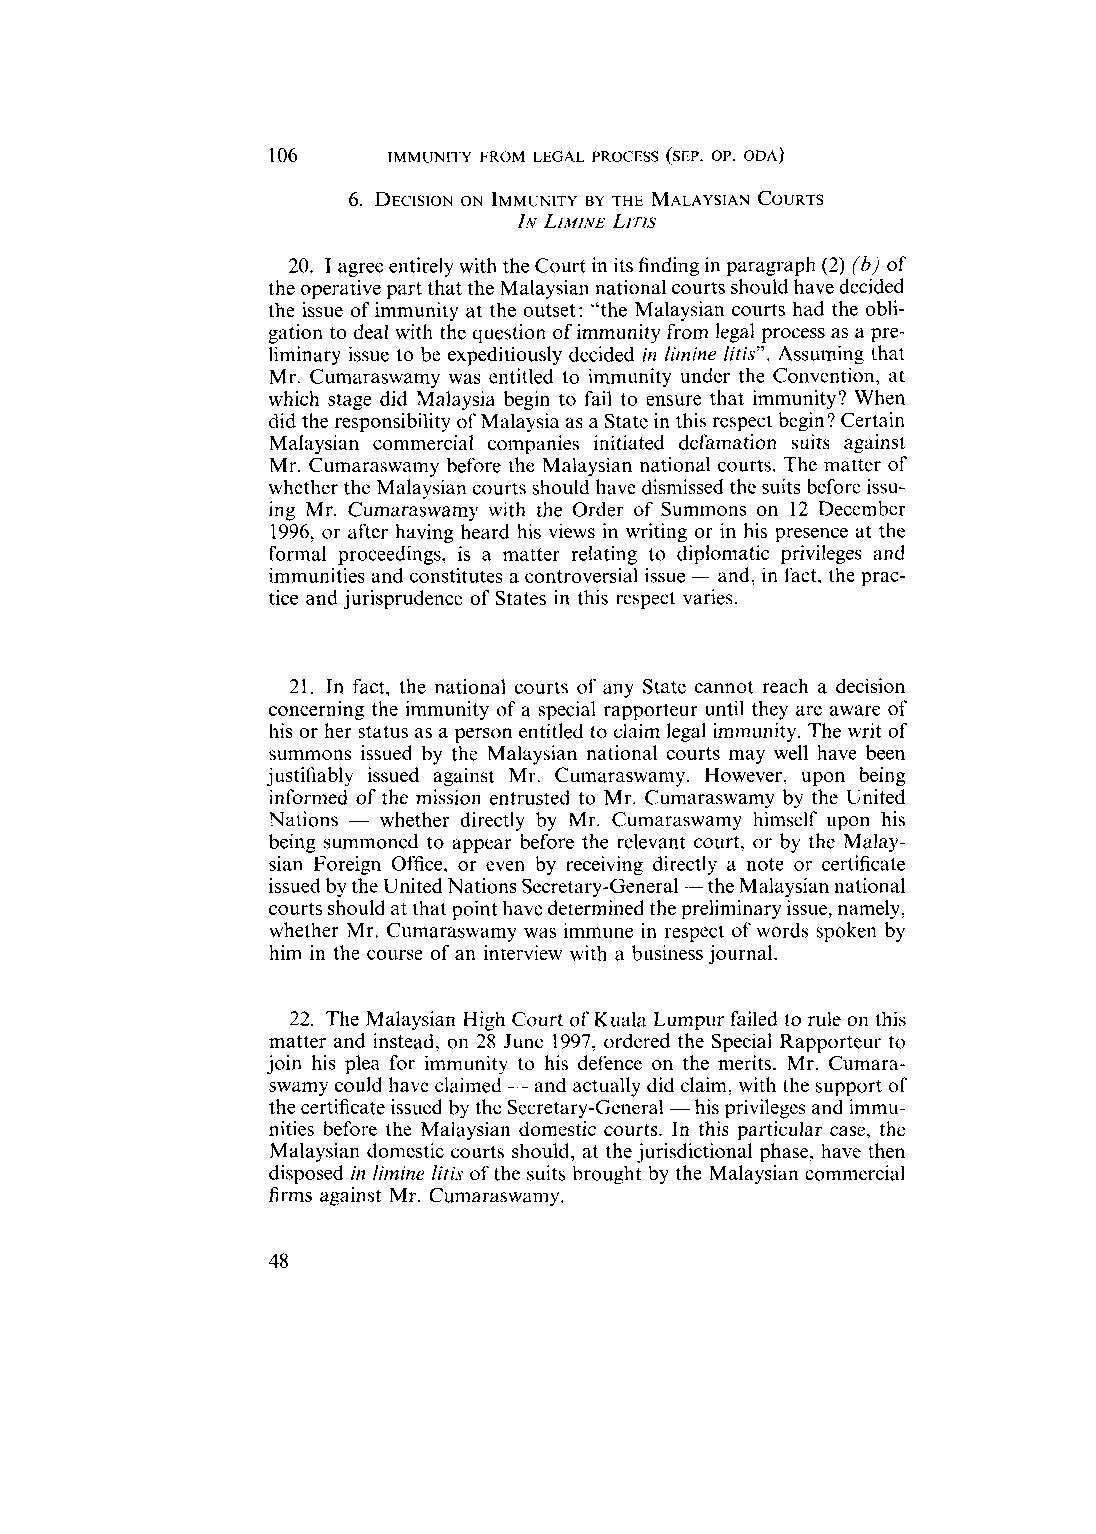 106 IMMUNITY FROM LEGAL PROCESS (SEP. OP. ODA)
6. DECISION ON IMMUNITY BY THE MALAYSIAN COURTS
IN LIMINE LITIS
20. I agree entirely with the Court in its finding in paragraph (2) (b) of
the operative part that the Malaysian national courts should have decided
the issue of immunity at the outset: “the Malaysian courts had the obli-
gation to deal with the question of immunity from legal process as a pre-
liminary issue to be expeditiously decided in limine litis”. Assuming that
Mr. Cumaraswamy was entitled to immunity under the Convention, at
which stage did Malaysia begin to fail to ensure that immunity? When
did the responsibility of Malaysia as a State in this respect begin? Certain
Malaysian commercial companies initiated defamation suits against
Mr. Cumaraswamy before the Malaysian national courts. The matter of
whether the Malaysian courts should have dismissed the suits before issu-
ing Mr. Cumaraswamy with the Order of Summons on 12 December
1996, or after having heard his views in writing or in his presence at the
formal proceedings, is a matter relating to diplomatic privileges and
immunities and constitutes a controversial issue — and, in fact, the prac-
tice and jurisprudence of States in this respect varies.
21. In fact, the national courts of any State cannot reach a decision
concerning the immunity of a special rapporteur until they are aware of
his or her status as a person entitled to claim legal immunity. The writ of
summons issued by the Malaysian national courts may well have been
justifiably issued against Mr. Cumaraswamy. However, upon being
informed of the mission entrusted to Mr. Cumaraswamy by the United
Nations — whether directly by Mr. Cumaraswamy himself upon his
being summoned to appear before the relevant court, or by the Malay-
sian Foreign Office, or even by receiving directly a note or certificate
issued by the United Nations Secretary-General — the Malaysian national
courts should at that point have determined the preliminary issue, namely,
whether Mr. Cumaraswamy was immune in respect of words spoken by
him in the course of an interview with a business journal.
22. The Malaysian High Court of Kuala Lumpur failed to rule on this
matter and instead, on 28 June 1997, ordered the Special Rapporteur to
join his plea for immunity to his defence on the merits. Mr. Cumara-
swamy could have claimed — and actually did claim, with the support of
the certificate issued by the Secretary-General — his privileges and immu-
nities before the Malaysian domestic courts. In this particular case, the
Malaysian domestic courts should, at the jurisdictional phase, have then
disposed in limine litis of the suits brought by the Malaysian commercial
firms against Mr. Cumaraswamy.
48